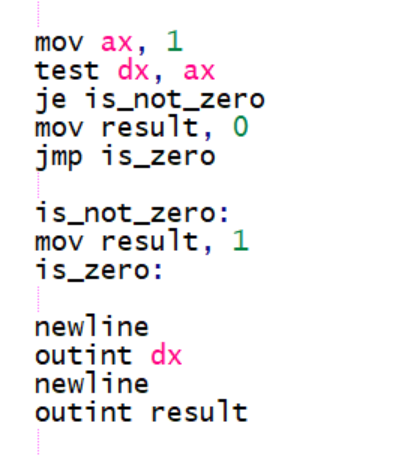 mov ax, 1
test dx, ax
je is_not_zero
mov result, 0
jmp is_zero
is_not_zero:
mov result, 1
is_zero:
newline
outint dx
newline
outint result